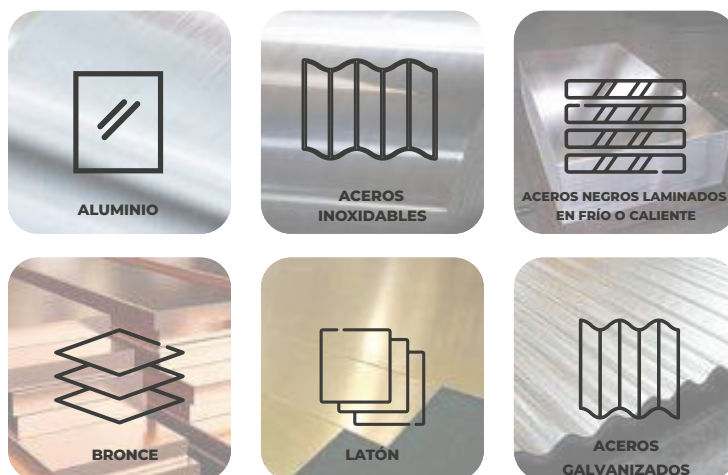 ALUMINIO
ACEROS
INOXIDABLES
ACEROS NEGROS LAMINADOS
EN FRÍO O CALIENTE
BRONCE
LATÓN
ACEROS
GALVANIZADOS